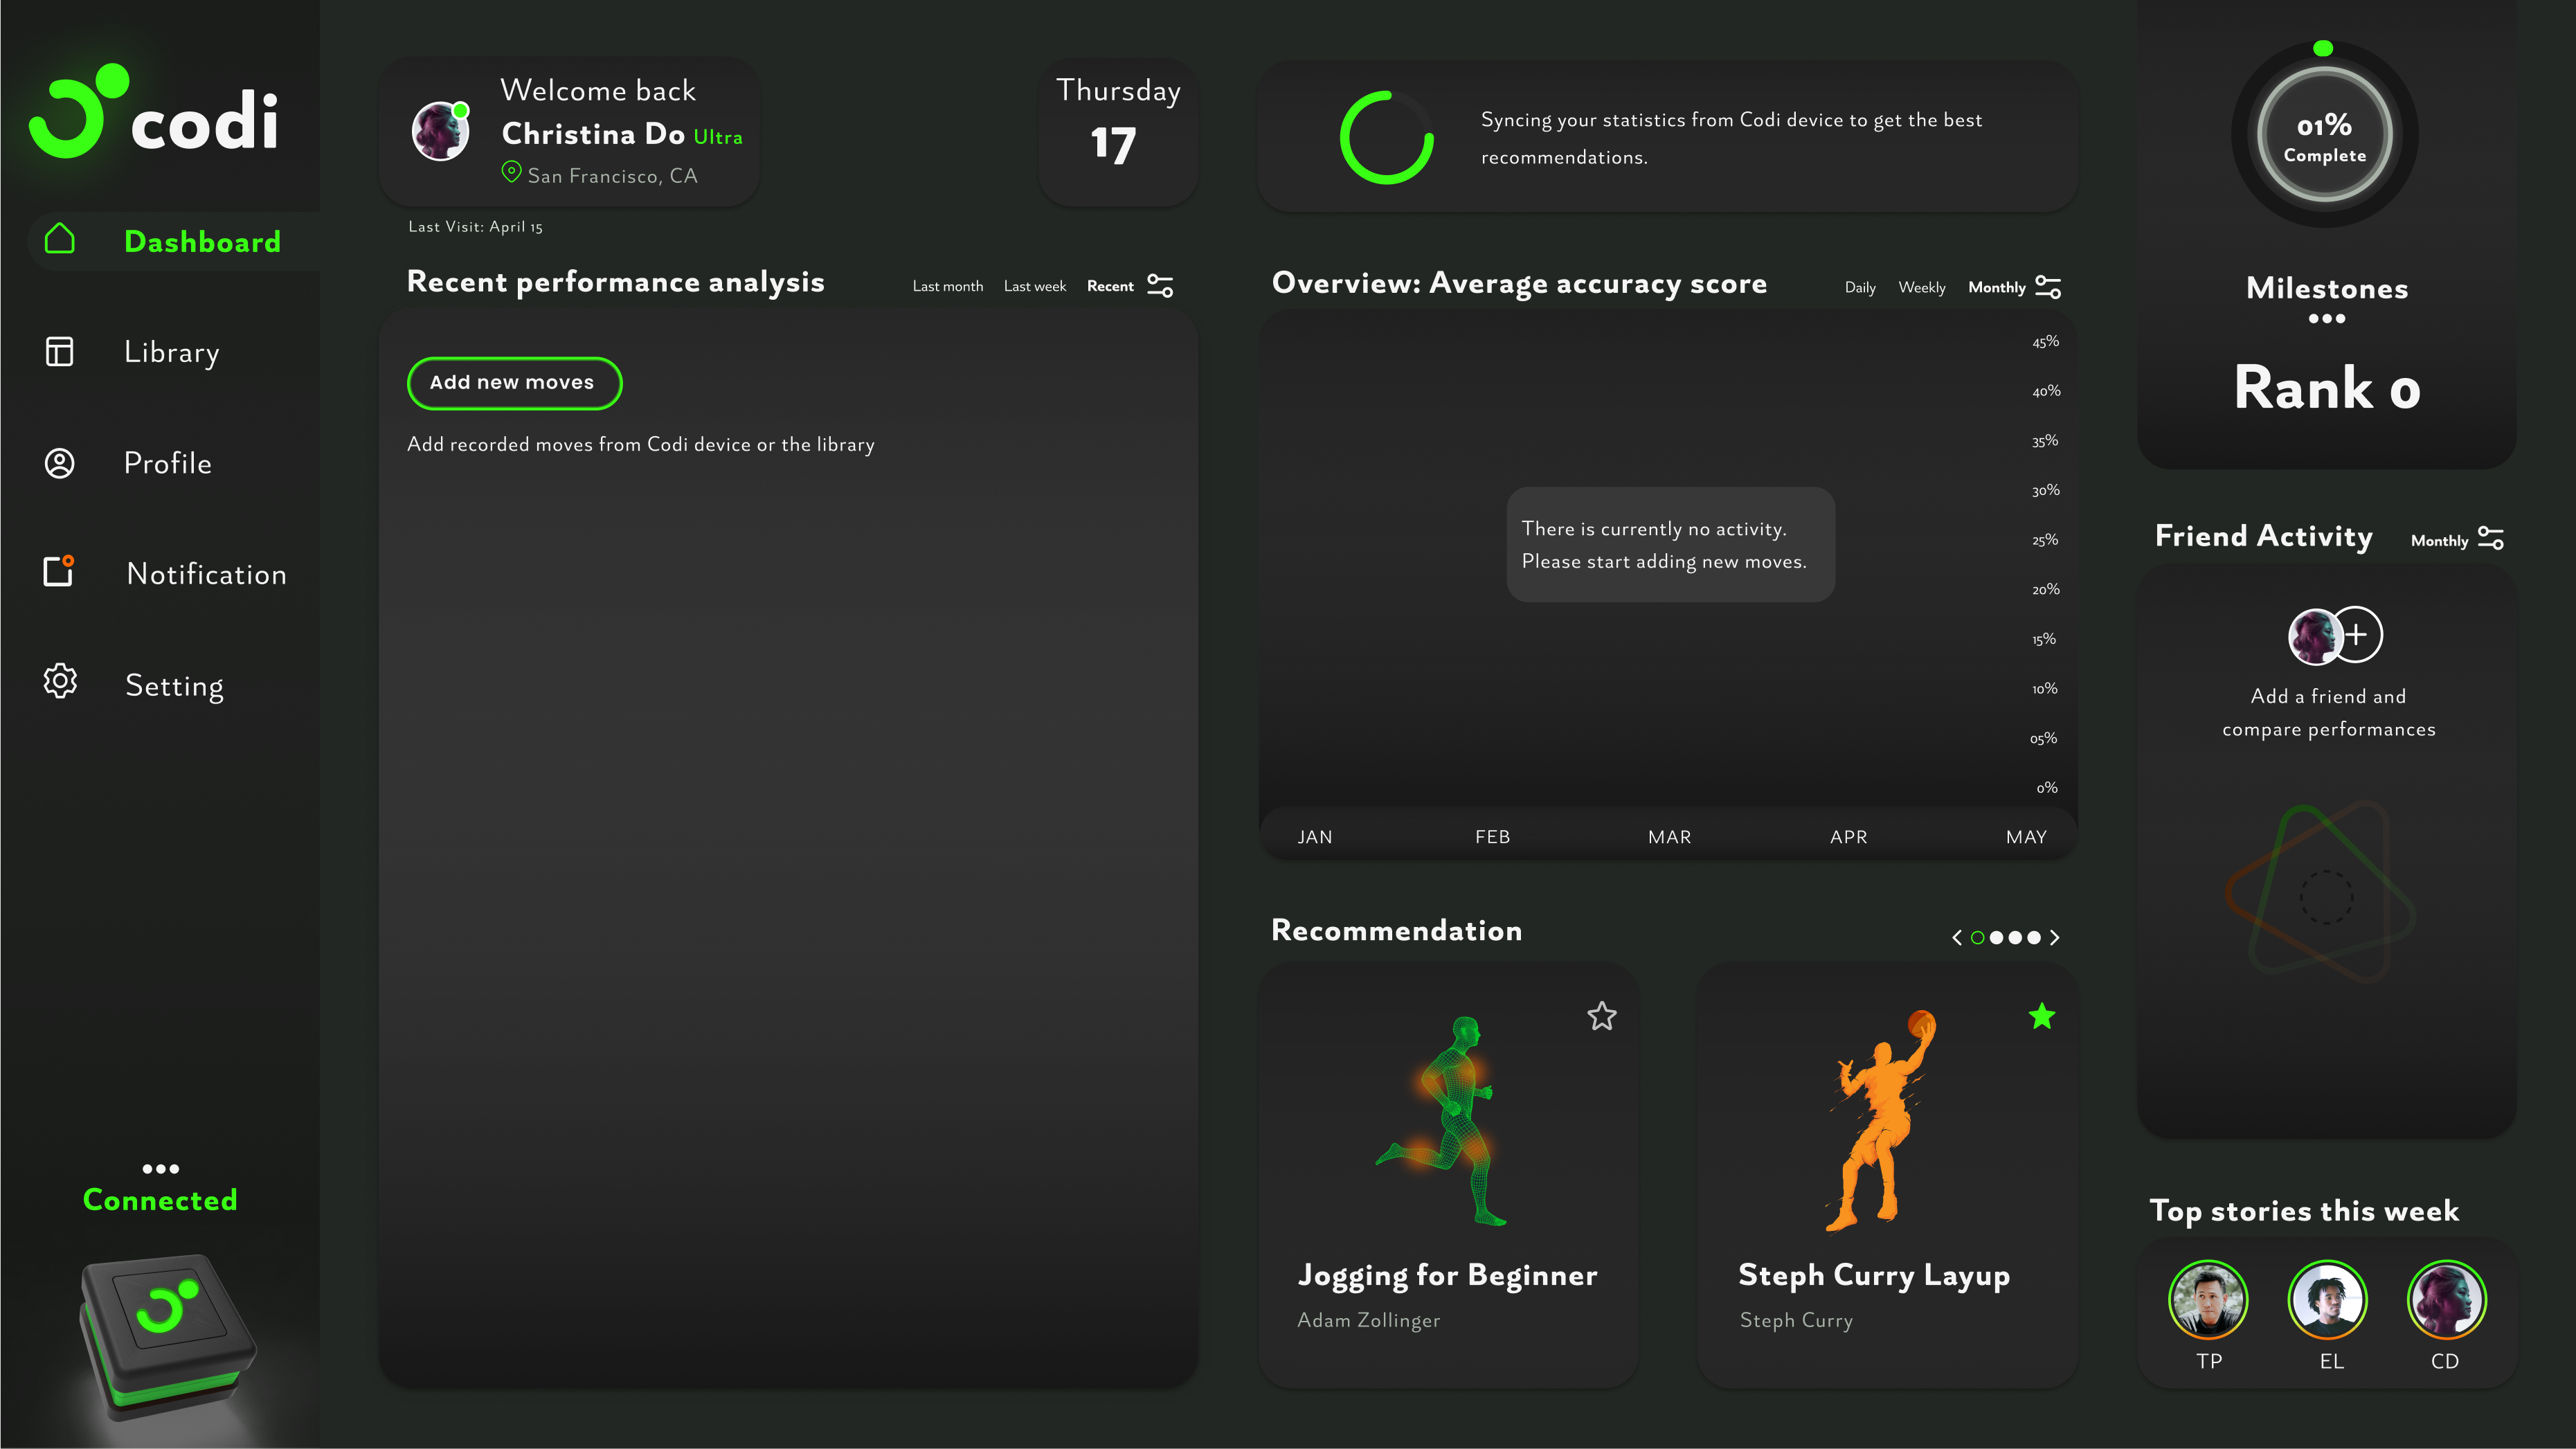 codi
Dashboard
Library
Profile
Notification
Setting
Connected
Welcome back
Christina Do Ultra
San Francisco, CA
Last Visit: April 15
Thursday
17
Syncing your statistics from Codi device to get the best
recommendations.
Recent performance analysis
Last month Last week Recent
Add new moves
Add recorded moves from Codi device or the library
Overview: Average accuracy score
Daily Weekly Monthly
45%
40%
35%
30%
25%
20%
15%
10%
05%
0%
There is currently no activity.
Please start adding new moves.
JAN FEB MAR APR MAY
Recommendation
Jogging for Beginner
Adam Zollinger
Steph Curry Layup
Steph Curry
01%
Complete
Milestones
Rank 0
Friend Activity
Monthly
Add a friend and
compare performances
Top stories this week
TP EL CD